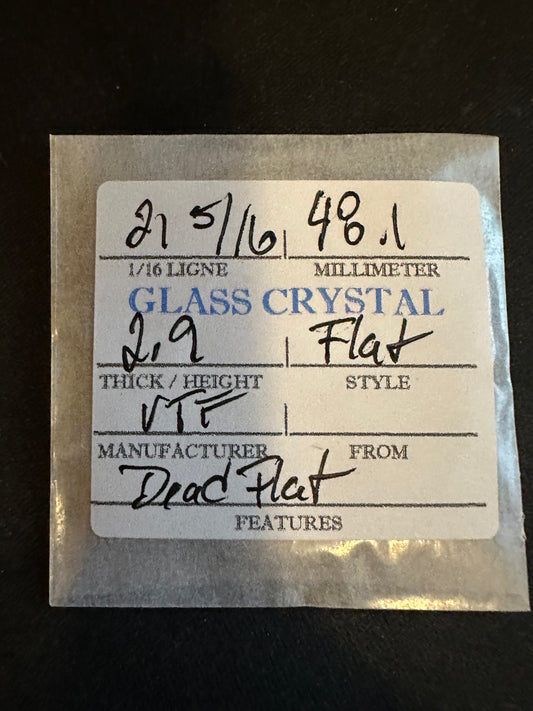 21 5/16 48.1
1/16 LIGNE MILLIMETER
GLASS CRYSTAL
2.9 Flat
THICK / HEIGHT STYLE
VTF
MANUFACTURER FROM
Dead Flat
FEATURES